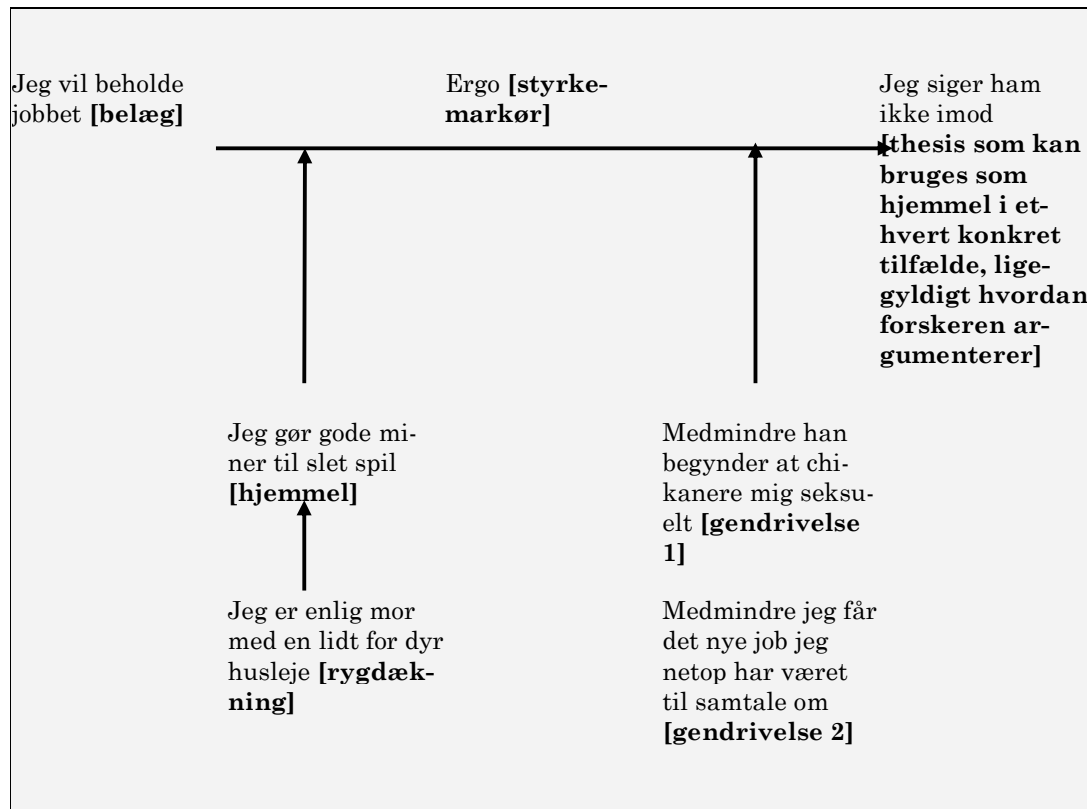 Jeg vil beholde
jobbet [belæg]
Ergo [styrke-
markør]
Jeg siger ham
ikke imod
[thesis som kan
bruges som
hjemmel i et-
hvert konkret
tilfælde, lige-
gyldigt hvordan
forskeren ar-
gumenterer]
Jeg gør gode mi-
ner til slet spil
[hjemmel]
Medmindre han
begynder at chi-
kanere mig seksu-
elt [gendrivelse
1]
Jeg er enlig mor
med en lidt for dyr
husleje [rygdæk-
ning]
Medmindre jeg får
det nye job jeg
netop har været
til samtale om
[gendrivelse 2]